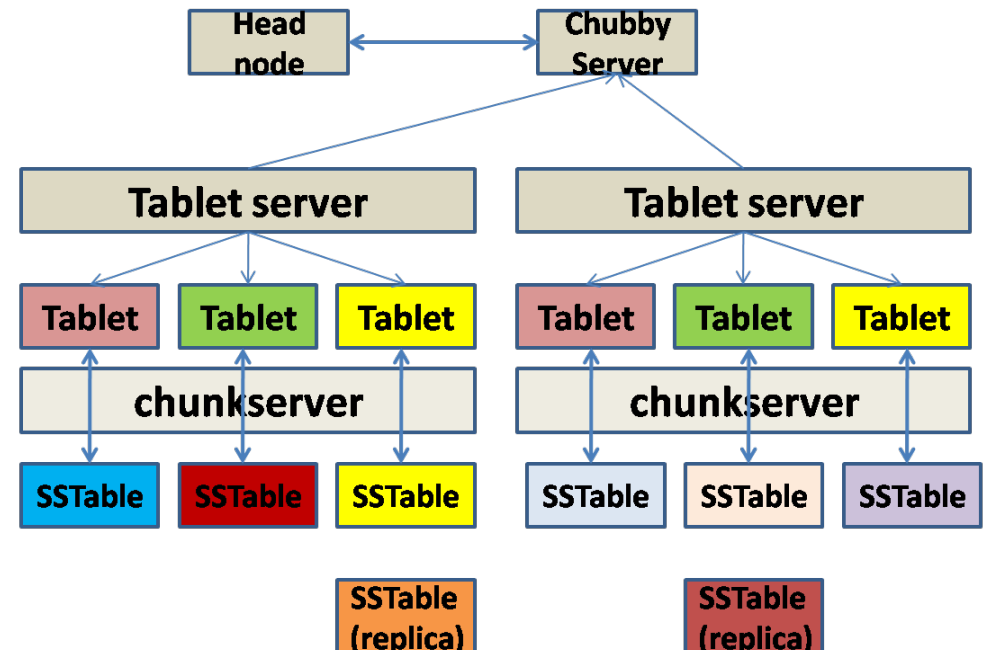 Head
node
Chubby
Server
Tablet server
Tablet server
Tablet
Tablet
Tablet
Tablet
Tablet
Tablet
chunkserver
chunkserver
SSTable
SSTable
SSTable
SSTable
SSTable
SSTable
SSTable
(replica)
SSTable
(replica)